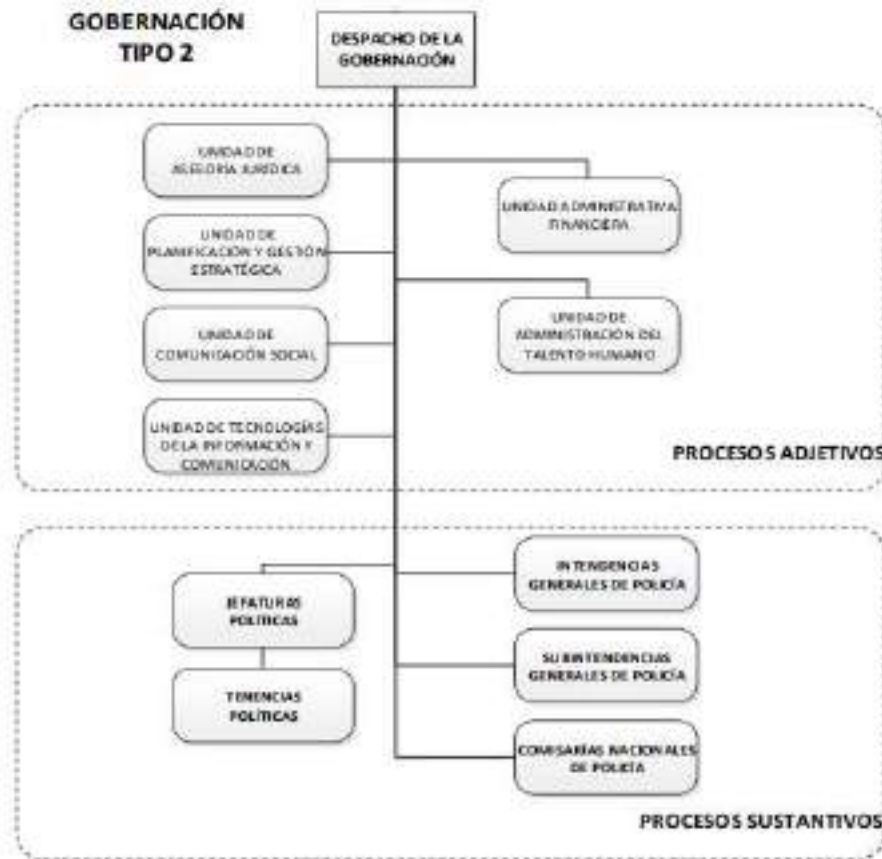 GOBERNACIÓN
TIPO 2
DESPACHO DE LA
GOBERNACIÓN
UNIDAD DE
ASESORÍA JURÍDICA
UNIDAD ADMINISTRATIVA
FINANCIERA
UNIDAD DE
PLANIFICACIÓN Y GESTIÓN
ESTRATÉGICA
UNIDAD DE
ADMINISTRACIÓN DEL
TALENTO HUMANO
UNIDAD DE
COMUNICACIÓN SOCIAL
UNIDAD DE TECNOLOGÍAS
DE LA INFORMACIÓN Y
COMUNICACIÓN
PROCESOS ADJETIVOS
JEFATURAS
POLÍTICAS
TENENCIAS
POLÍTICAS
INTENDENCIAS
GENERALES DE POLICÍA
SUBINTENDENCIAS
GENERALES DE POLICÍA
COMISARÍAS NACIONALES
DE POLICÍA
PROCESOS SUSTANTIVOS